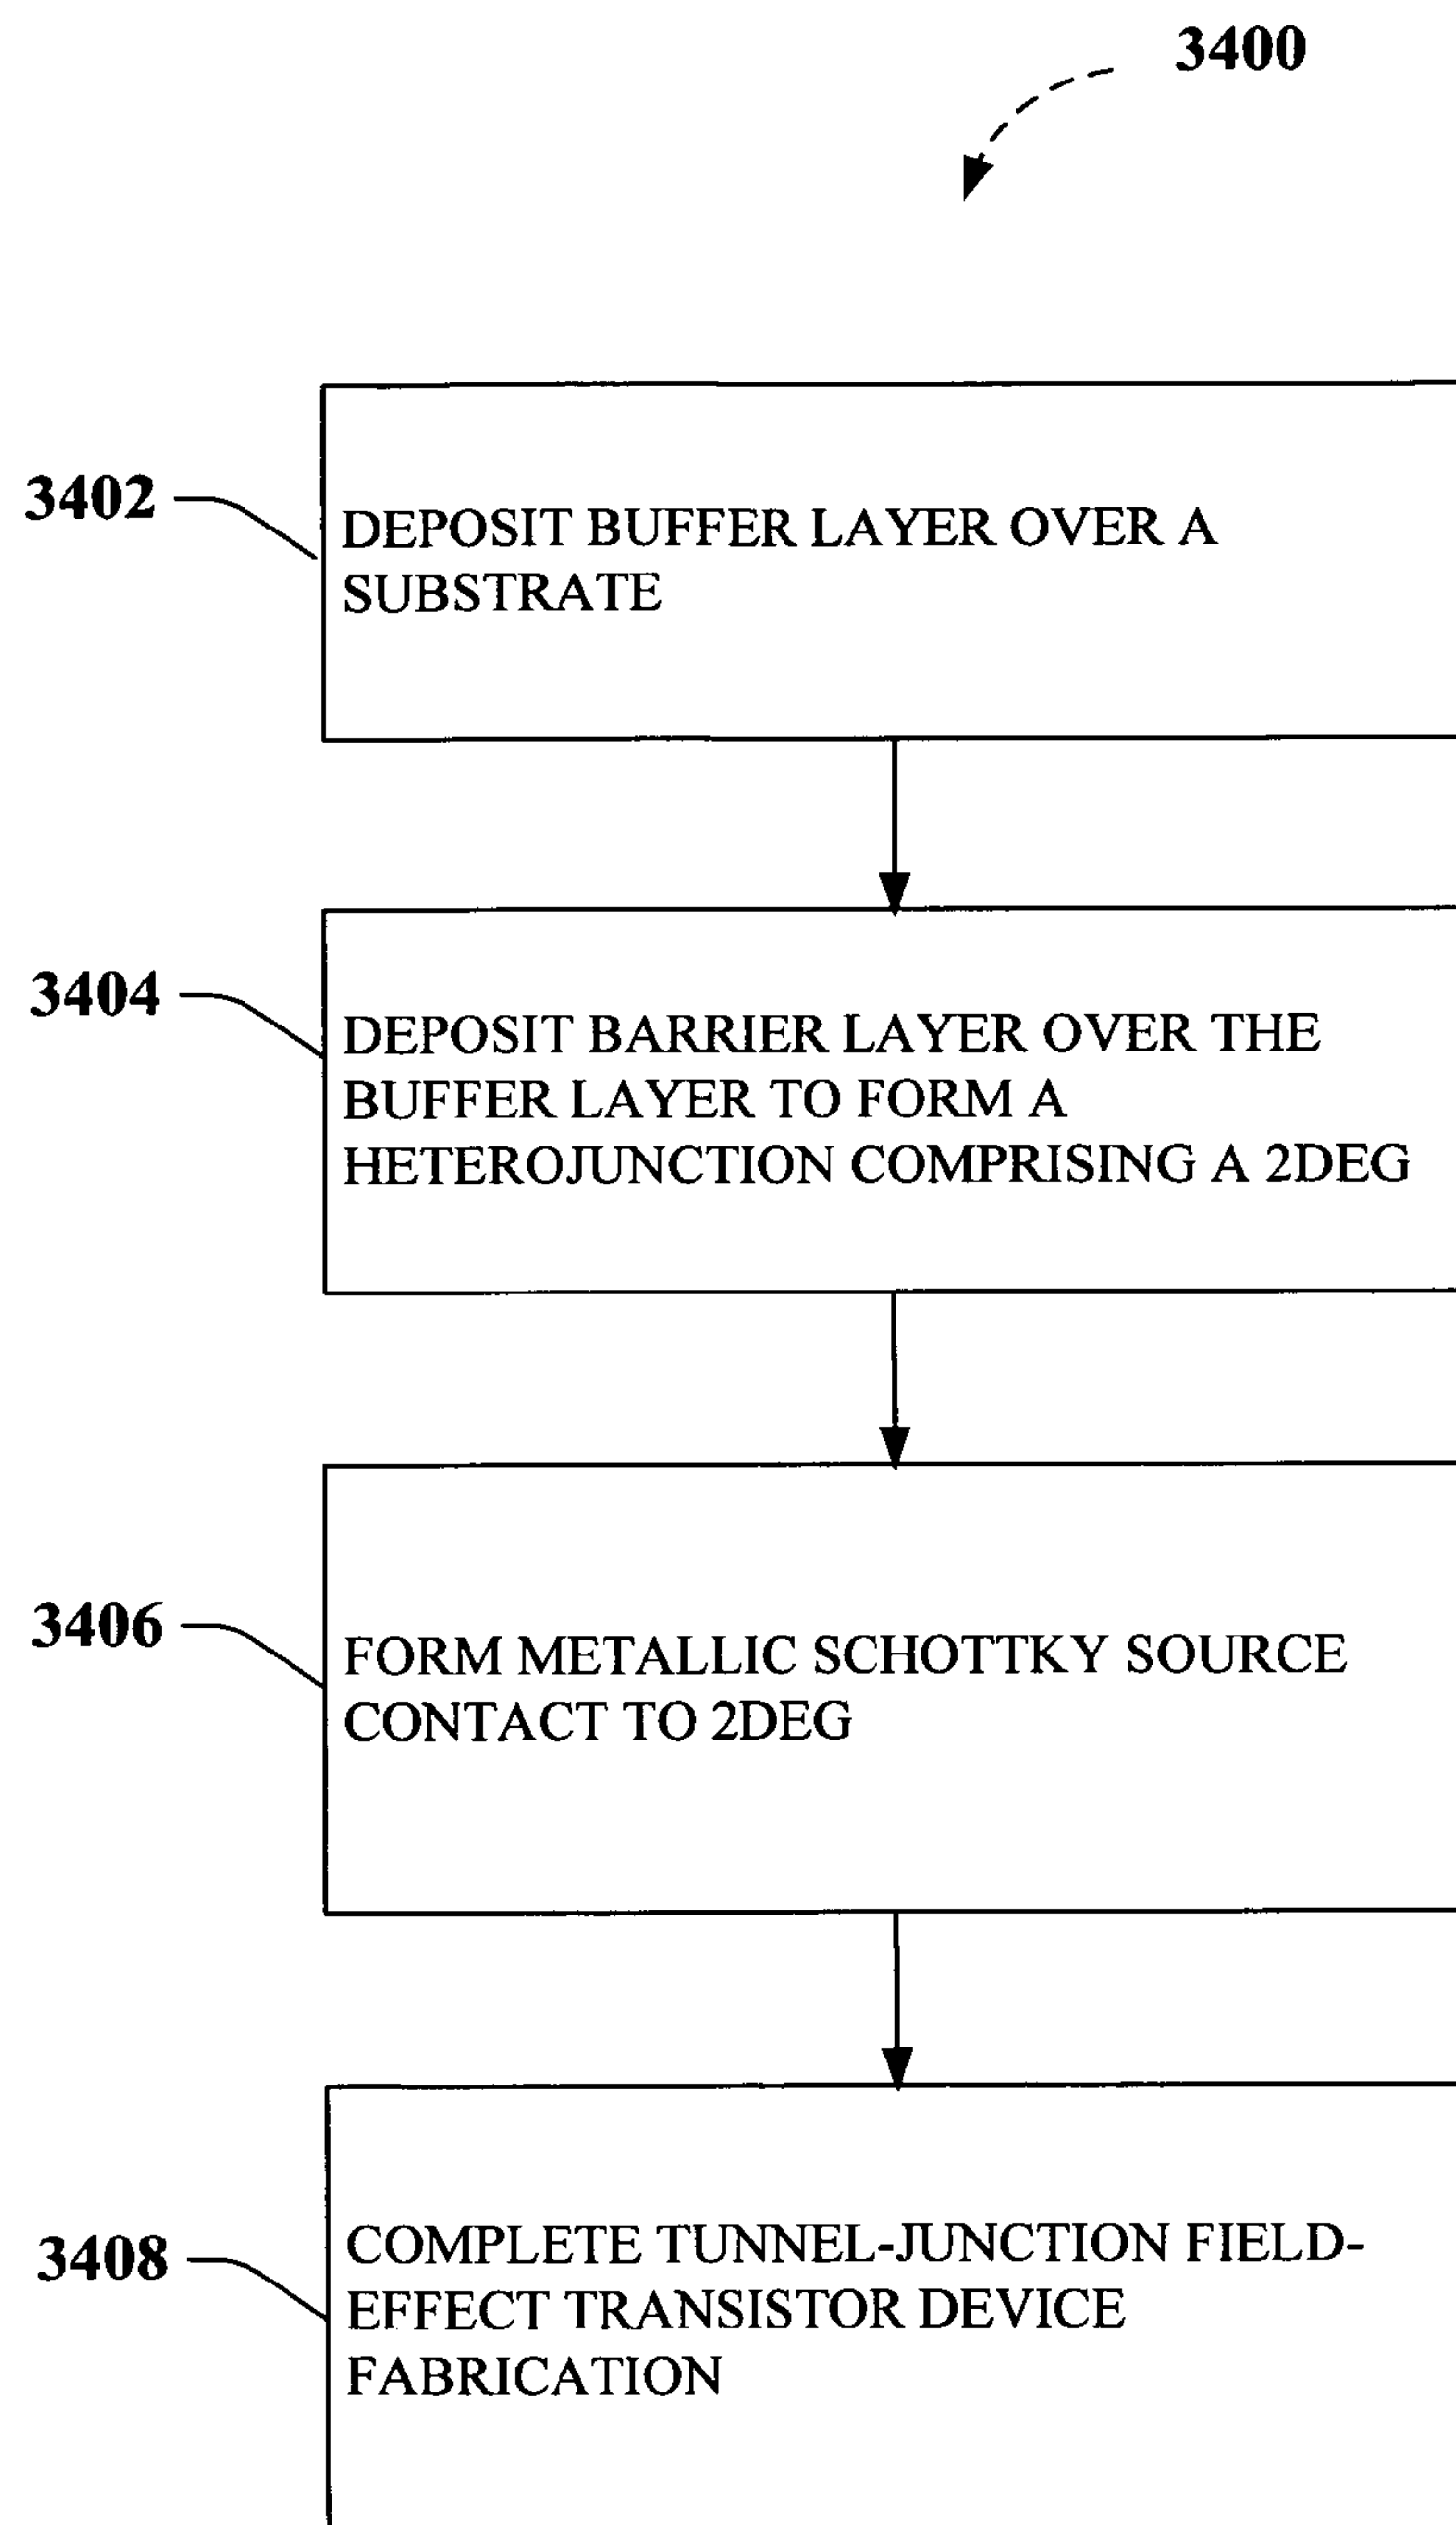 3400
3402
DEPOSIT BUFFER LAYER OVER A
SUBSTRATE
3404
DEPOSIT BARRIER LAYER OVER THE
BUFFER LAYER TO FORM A
HETEROJUNCTION COMPRISING A 2DEG
3406
FORM METALLIC SCHOTTKY SOURCE
CONTACT TO 2DEG
3408
COMPLETE TUNNEL-JUNCTION FIELD-
EFFECT TRANSISTOR DEVICE
FABRICATION